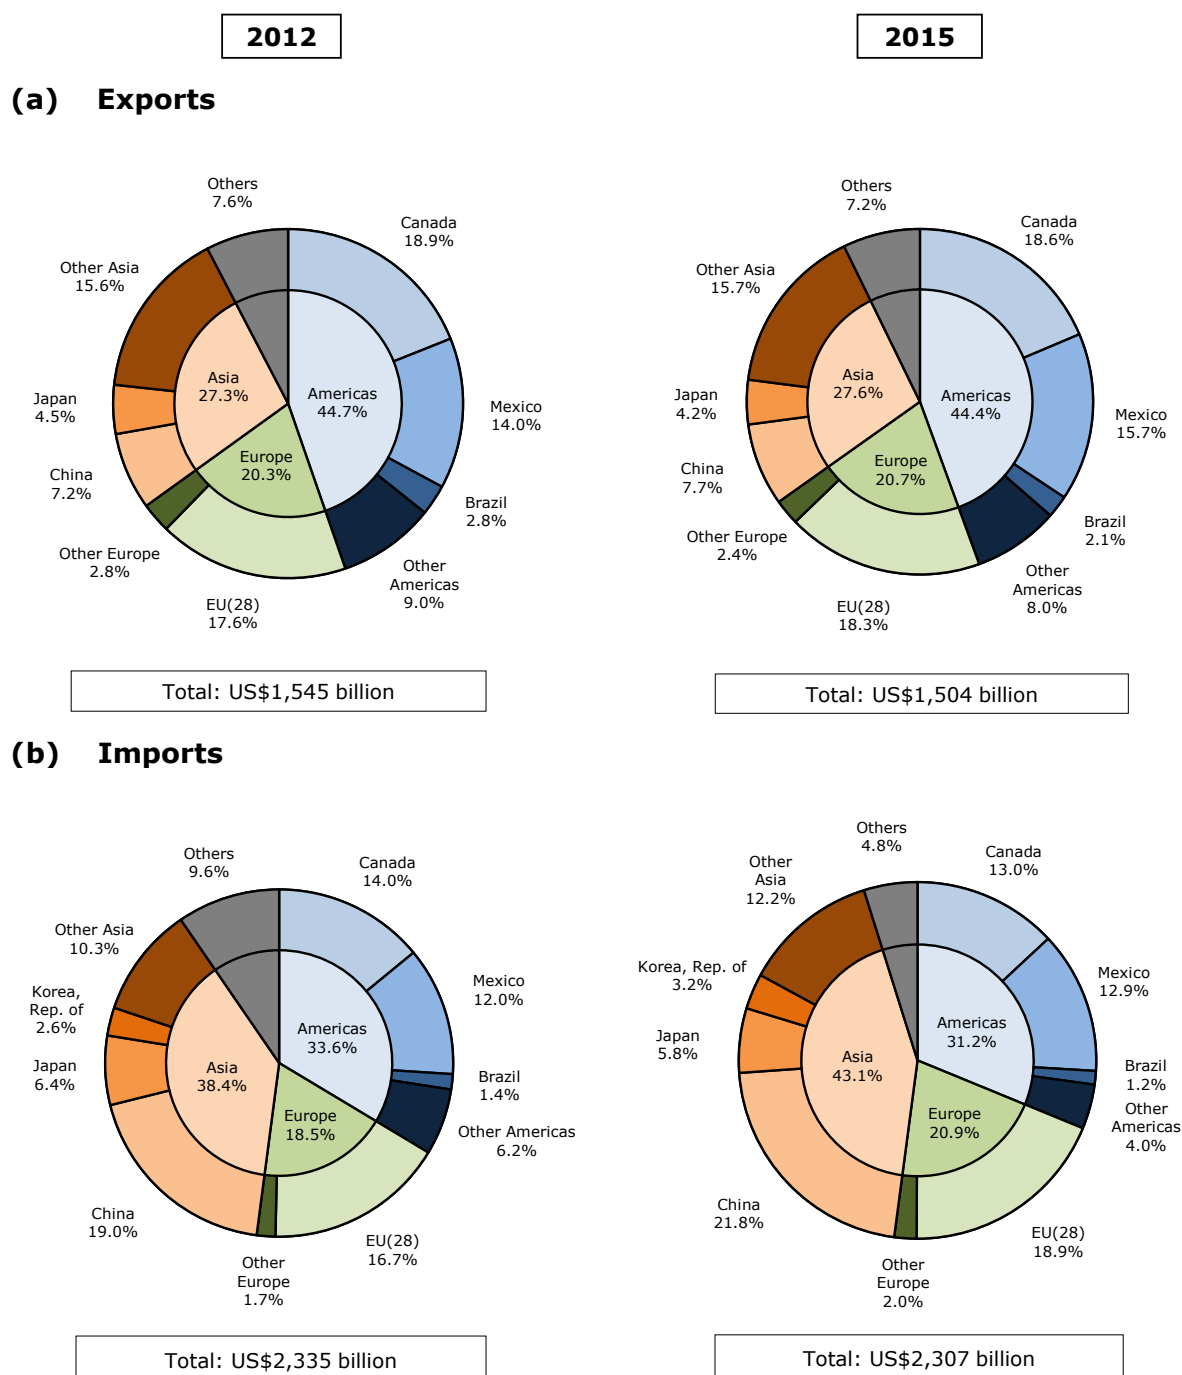 2012
2015
(a) Exports
Others
7.6%
Canada
18.9%
Other Asia
15.6%
Asia
27.3%
Americas
44.7%
Japan
4.5%
Mexico
14.0%
Europe
20.3%
China
7.2%
Brazil
2.8%
Other Europe
2.8%
Other
Americas
9.0%
EU(28)
17.6%
Total: US$1,545 billion
Others
7.2%
Canada
18.6%
Other Asia
15.7%
Asia
27.6%
Americas
44.4%
Japan
4.2%
Mexico
15.7%
Europe
20.7%
China
7.7%
Brazil
2.1%
Other Europe
2.4%
Other
Americas
8.0%
EU(28)
18.3%
Total: US$1,504 billion
(b) Imports
Others
9.6%
Canada
14.0%
Other Asia
10.3%
Korea,
Rep. of
2.6%
Mexico
12.0%
Americas
33.6%
Asia
38.4%
Japan
6.4%
Brazil
1.4%
Europe
18.5%
Other Americas
6.2%
China
19.0%
EU(28)
16.7%
Other
Europe
1.7%
Total: US$2,335 billion
Others
4.8%
Canada
13.0%
Other
Asia
12.2%
Korea, Rep. of
3.2%
Mexico
12.9%
Americas
31.2%
Japan
5.8%
Asia
43.1%
Brazil
1.2%
Europe
20.9%
Other
Americas
4.0%
China
21.8%
EU(28)
18.9%
Other
Europe
2.0%
Total: US$2,307 billion